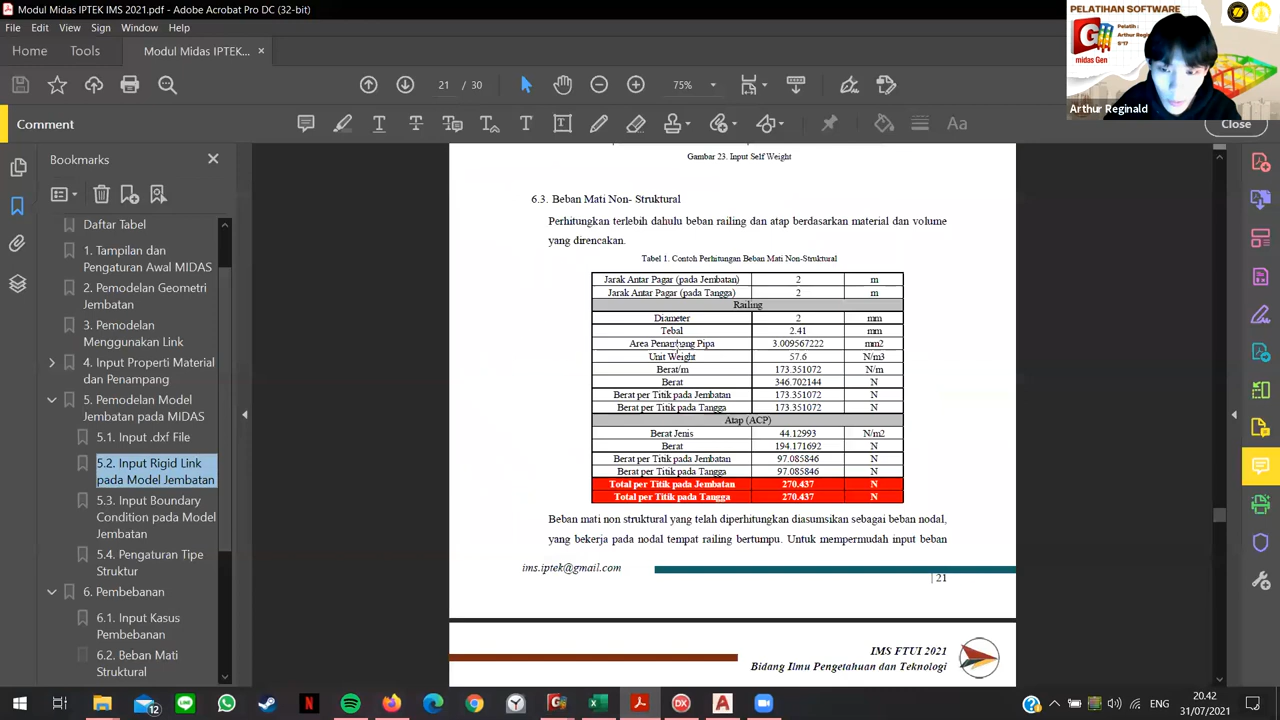 Modul Midas IPTEK IMS 2021.pdf - Adobe Acrobat Pro DC (32-bit)
File Edit View Sign Window Help
Home Tools Modul Midas IPTEK... ×
/ 30 75%
Comment
Close
PELATIHAN SOFTWARE
Pelatih :
Arthur Regi
S'17
midas Gen
Arthur Reginald
Bookmarks
Daftar Tabel
1. Tampilan dan
Pengaturan Awal MIDAS
2. Pemodelan Geometri
Jembatan
3. Pemodelan
Menggunakan Link
4. Input Properti Material
dan Penampang
5. Pemodelan Model
Jembatan pada MIDAS
5.1. Input .dxf File
5.2. Input Rigid Link
pada Model Jembatan
5.3. Input Boundary
Condition pada Model
Jembatan
5.4. Pengaturan Tipe
Struktur
6. Pembebanan
6.1. Input Kasus
Pembebanan
6.2. Beban Mati
Struktural
Gambar 23. Input Self Weight
6.3. Beban Mati Non- Struktural
Perhitungkan terlebih dahulu beban railing dan atap berdasarkan material dan volume
yang direncakan.
Tabel 1. Contoh Perhitungan Beban Mati Non-Struktural
Jarak Antar Pagar (pada Jembatan) 2 m
Jarak Antar Pagar (pada Tangga) 2 m
Railing
Diameter 2 mm
Tebal 2.41 mm
Area Penampang Pipa 3.009567222 mm2
Unit Weight 57.6 N/m3
Berat/m 173.351072 N/m
Berat 346.702144 N
Berat per Titik pada Jembatan 173.351072 N
Berat per Titik pada Tangga 173.351072 N
Atap (ACP)
Berat Jenis 44.12993 N/m2
Berat 194.171692 N
Berat per Titik pada Jembatan 97.085846 N
Berat per Titik pada Tangga 97.085846 N
Total per Titik pada Jembatan 270.437 N
Total per Titik pada Tangga 270.437 N
Beban mati non struktural yang telah diperhitungkan diasumsikan sebagai beban nodal,
yang bekerja pada nodal tempat railing bertumpu. Untuk mempermudah input beban
ims.iptek@gmail.com
| 21
IMS FTUI 2021
Bidang Ilmu Pengetahuan dan Teknologi
12
ENG
20.42
31/07/2021